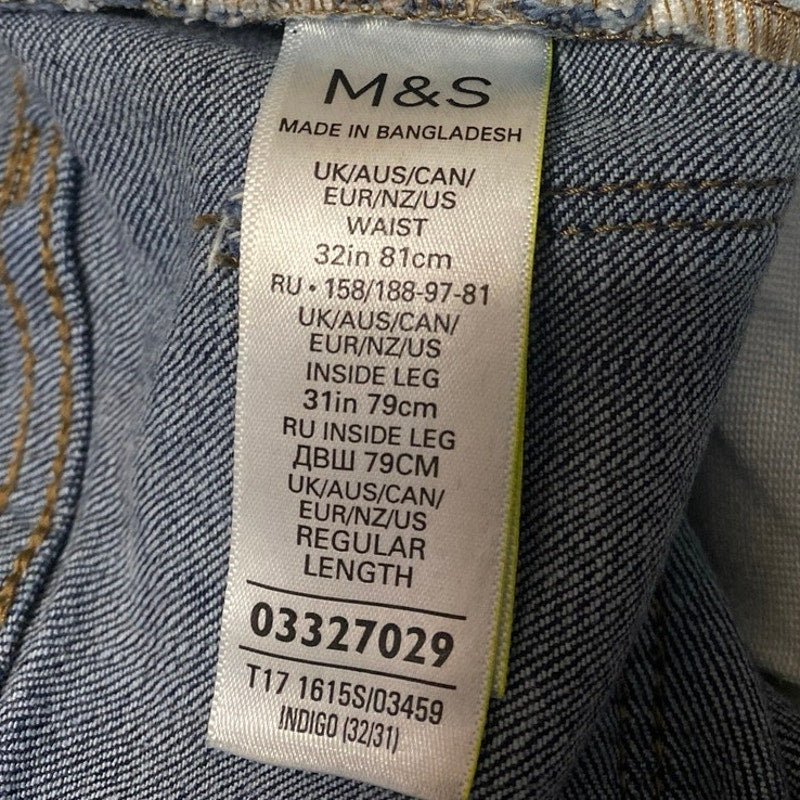 M&S
MADE IN BANGLADESH
UK/AUS/CAN/
EUR/NZ/US
WAIST
32in 81cm
RU • 158/188-97-81
UK/AUS/CAN/
EUR/NZ/US
INSIDE LEG
31in 79cm
RU INSIDE LEG
ДВШ 79СМ
UK/AUS/CAN/
EUR/NZ/US
REGULAR
LENGTH
03327029
T17 1615S/03459
INDIGO (32/31)